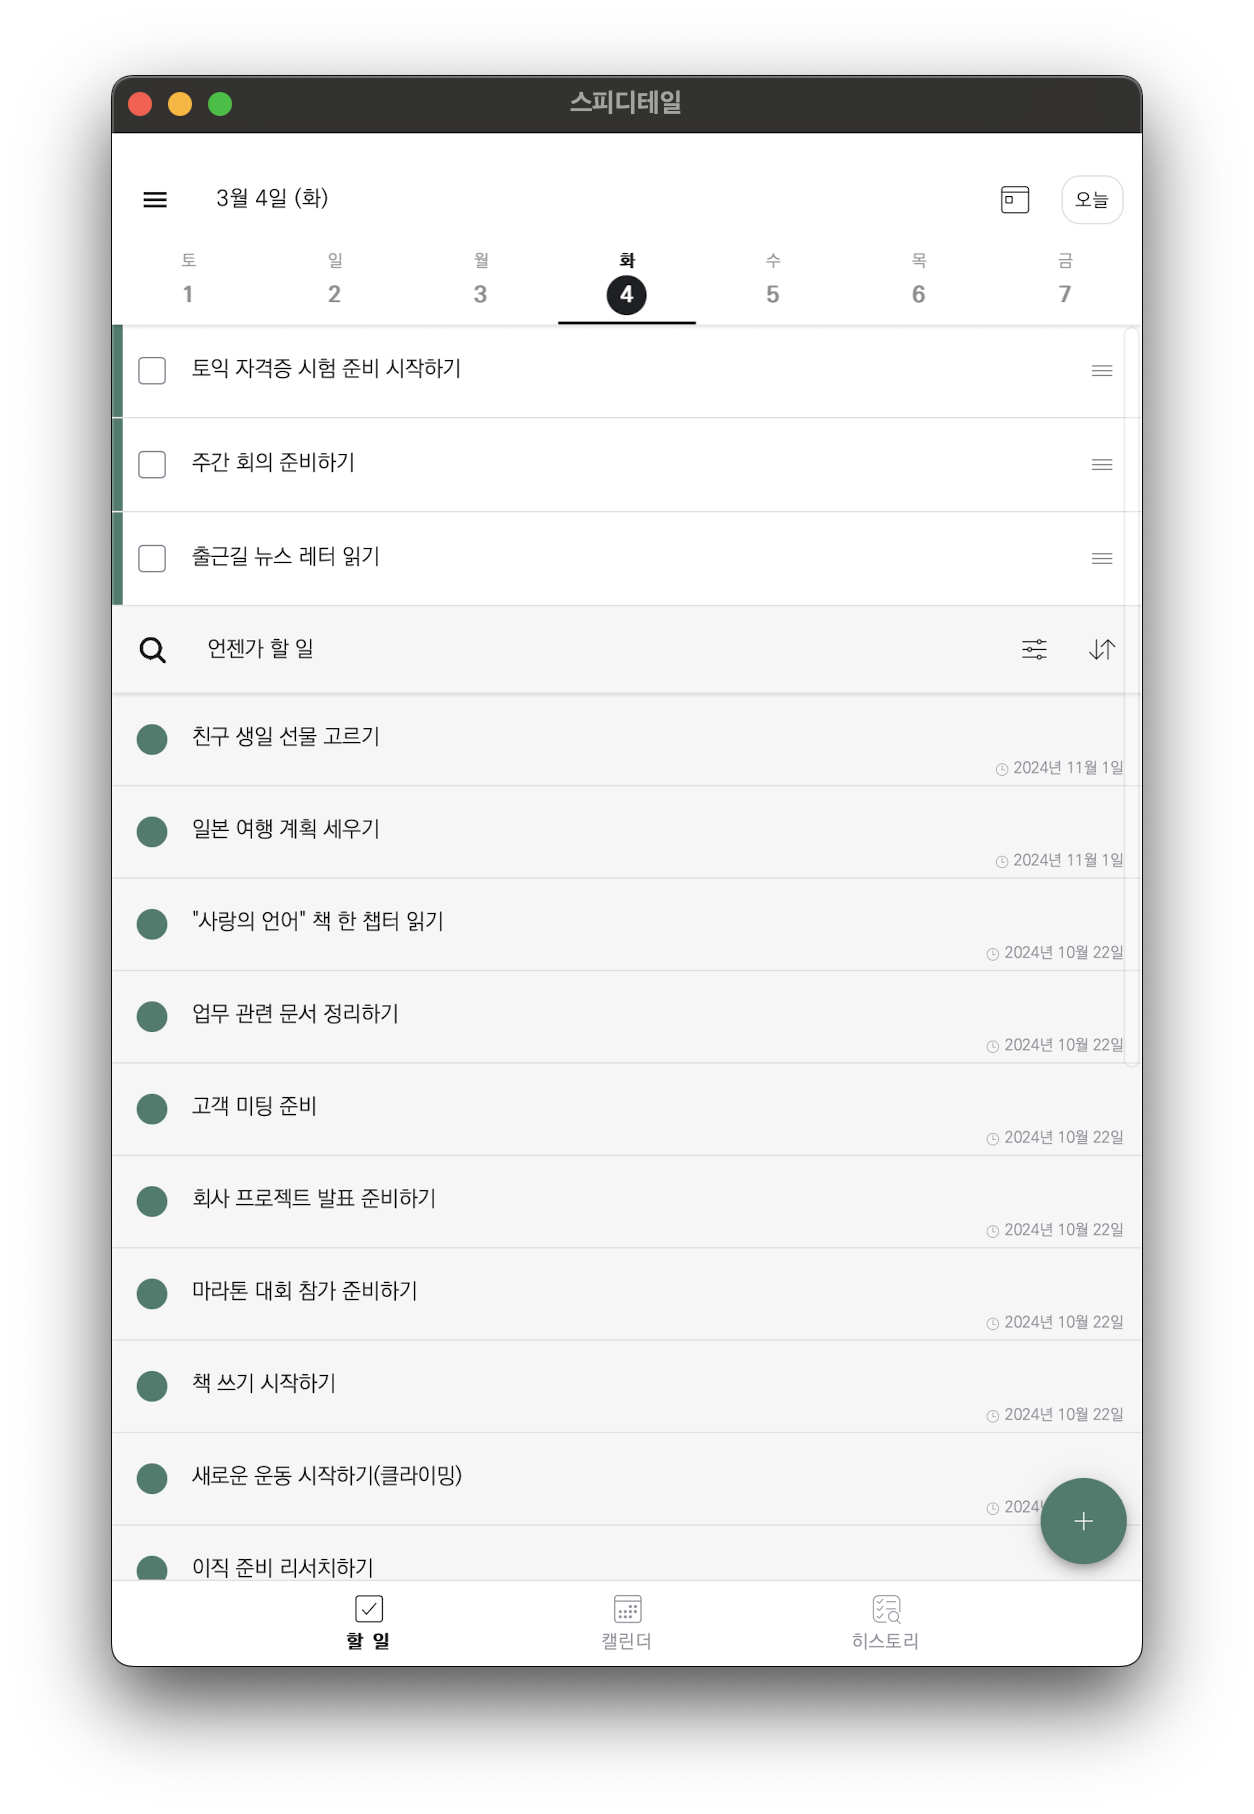 스피디테일
3월 4일 (화)
오늘
토 일 월 화 수 목 금
1 2 3 4 5 6 7
토익 자격증 시험 준비 시작하기
주간 회의 준비하기
출근길 뉴스 레터 읽기
언젠가 할 일
친구 생일 선물 고르기
2024년 11월 1일
일본 여행 계획 세우기
2024년 11월 1일
"사랑의 언어" 책 한 챕터 읽기
2024년 10월 22일
업무 관련 문서 정리하기
2024년 10월 22일
고객 미팅 준비
2024년 10월 22일
회사 프로젝트 발표 준비하기
2024년 10월 22일
마라톤 대회 참가 준비하기
2024년 10월 22일
책 쓰기 시작하기
2024년 10월 22일
새로운 운동 시작하기(클라이밍)
2024
이직 준비 리서치하기
할 일 캘린더 히스토리